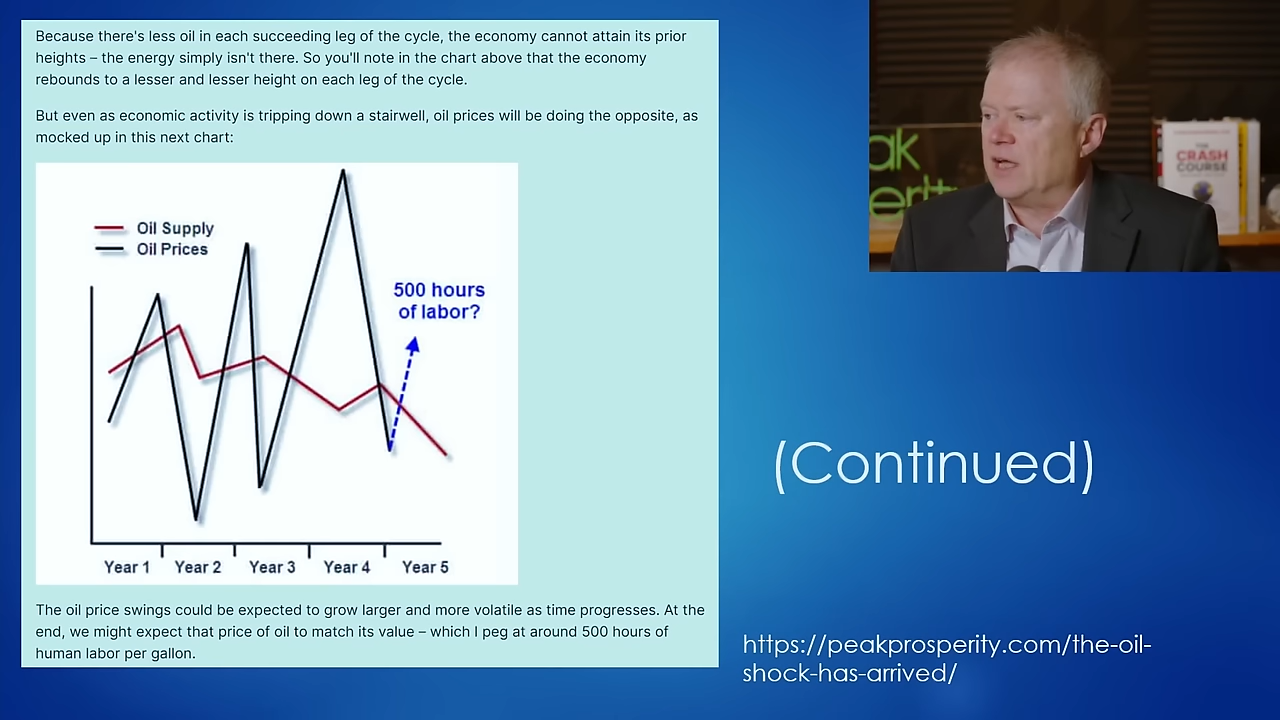 Because there's less oil in each succeeding leg of the cycle, the economy cannot attain its prior
heights – the energy simply isn't there. So you'll note in the chart above that the economy
rebounds to a lesser and lesser height on each leg of the cycle.
But even as economic activity is tripping down a stairwell, oil prices will be doing the opposite, as
mocked up in this next chart:
Oil Supply
Oil Prices
500 hours
of labor?
Year 1
Year 2
Year 3
Year 4
Year 5
The oil price swings could be expected to grow larger and more volatile as time progresses. At the
end, we might expect that price of oil to match its value – which I peg at around 500 hours of
human labor per gallon.
ak
erity
THE
CRASH
COURSE
(Continued)
https://peakprosperity.com/the-oil-
shock-has-arrived/